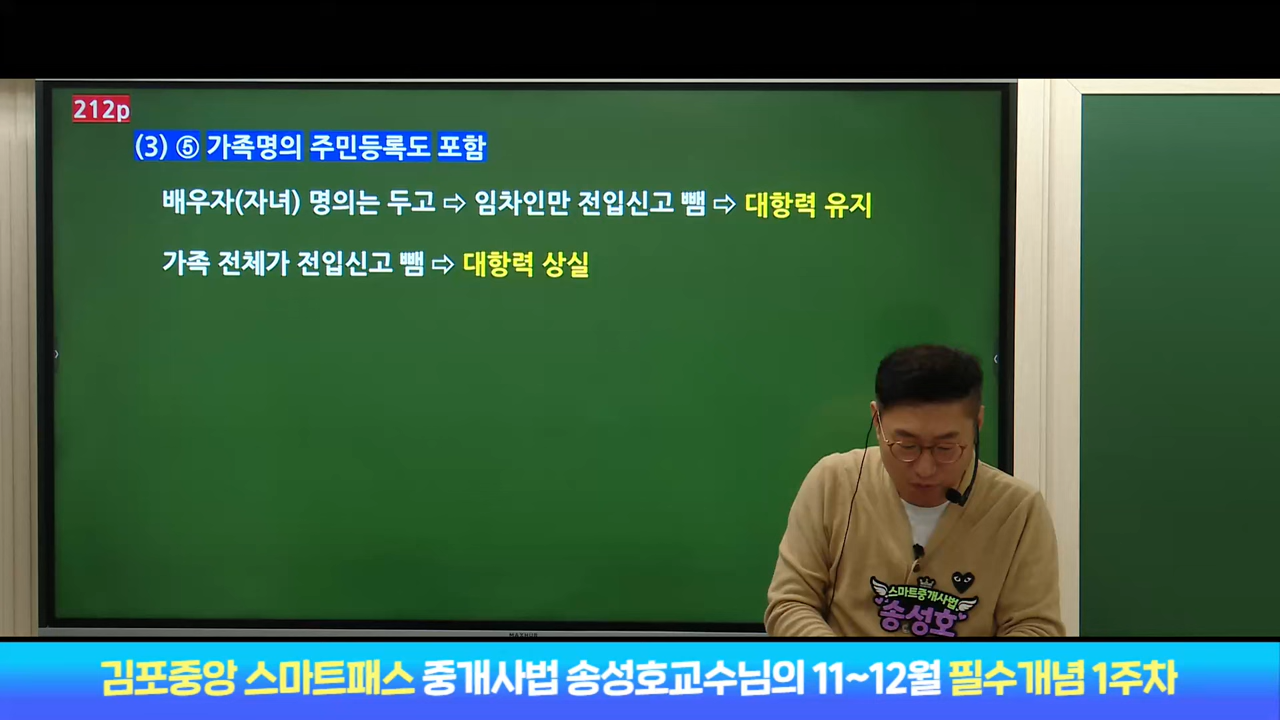 212p
(3) ⑤ 가족명의 주민등록도 포함
배우자(자녀) 명의는 두고 ⇨ 임차인만 전입신고 뺌 ⇨ 대항력 유지
가족 전체가 전입신고 뺌 ⇨ 대항력 상실
스마트중개사법
송성호
김포중앙 스마트패스 중개사법 송성호교수님의 11~12월 필수개념 1주차